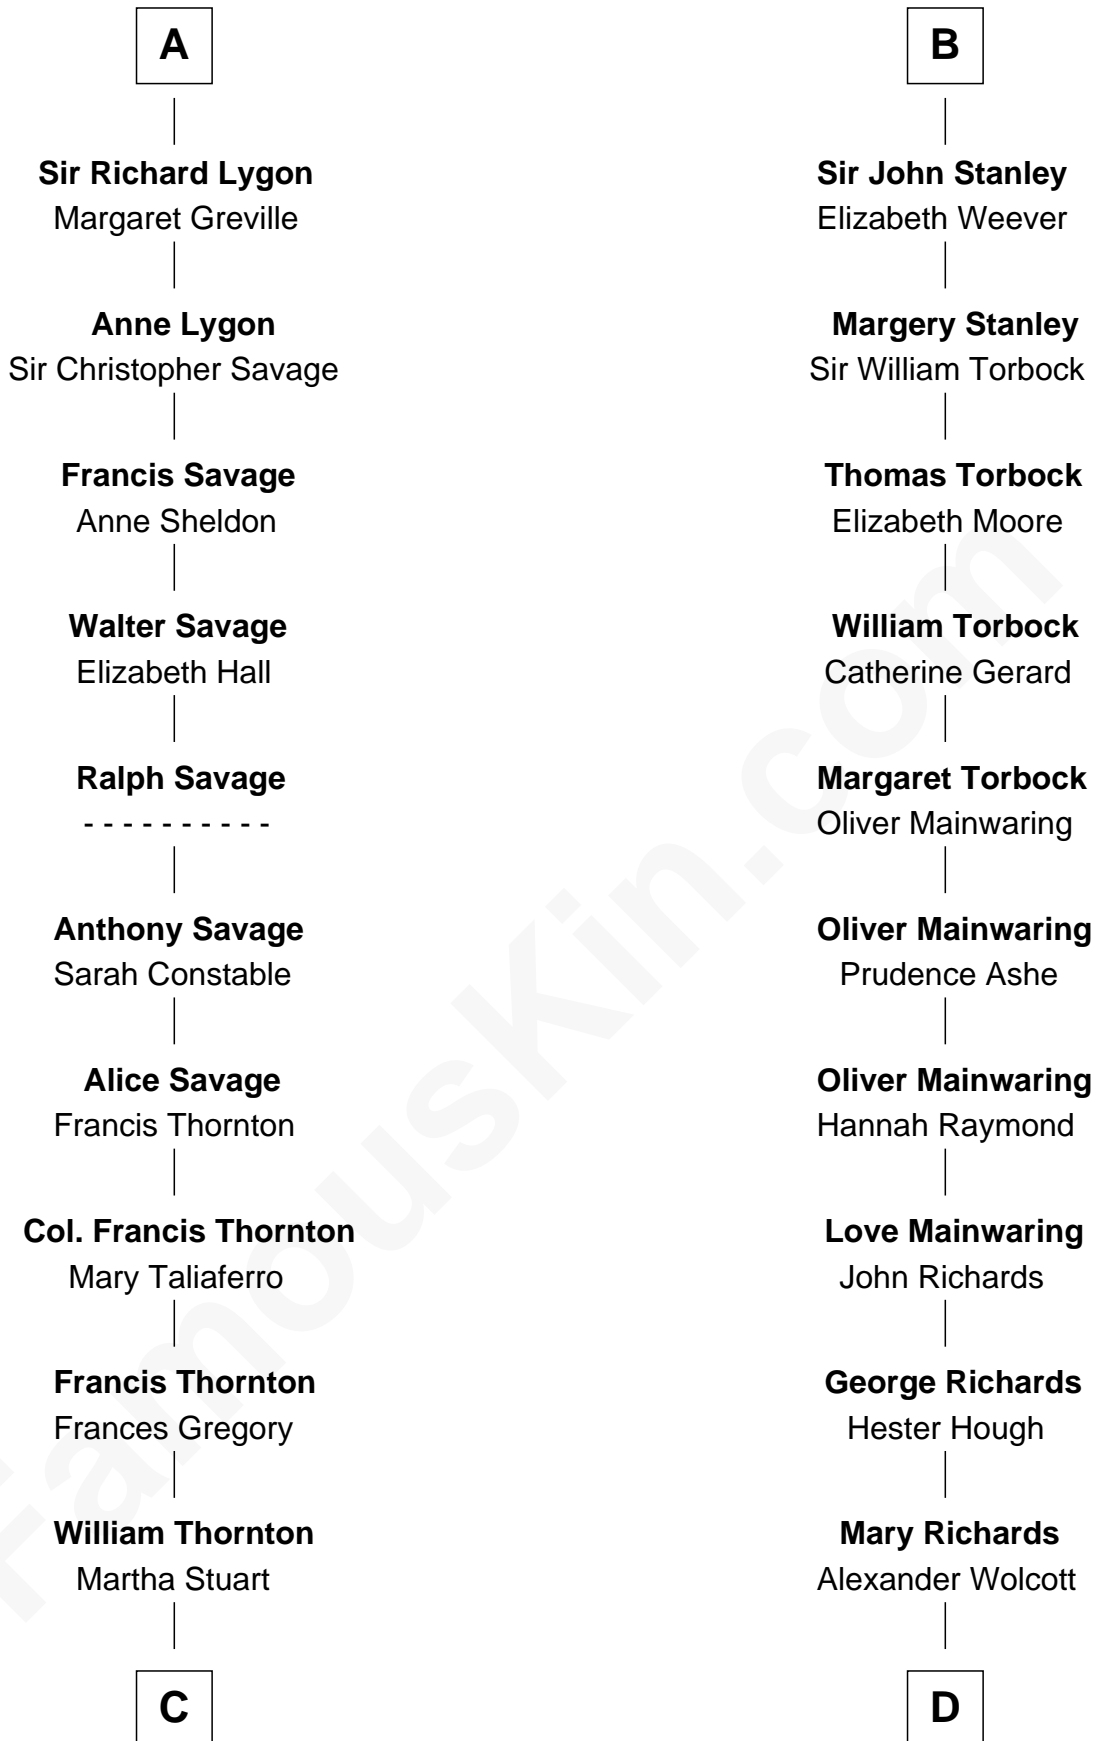 A
Sir Richard Lygon
Margaret Greville
Anne Lygon
Sir Christopher Savage
Francis Savage
Anne Sheldon
Walter Savage
Elizabeth Hall
Ralph Savage
- - - - - - - - - -
Anthony Savage
Sarah Constable
Alice Savage
Francis Thornton
Col. Francis Thornton
Mary Taliaferro
Francis Thornton
Frances Gregory
William Thornton
Martha Stuart
C
B
Sir John Stanley
Elizabeth Weever
Margery Stanley
Sir William Torbock
Thomas Torbock
Elizabeth Moore
William Torbock
Catherine Gerard
Margaret Torbock
Oliver Mainwaring
Oliver Mainwaring
Prudence Ashe
Oliver Mainwaring
Hannah Raymond
Love Mainwaring
John Richards
George Richards
Hester Hough
Mary Richards
Alexander Wolcott
D
FamousKin.com